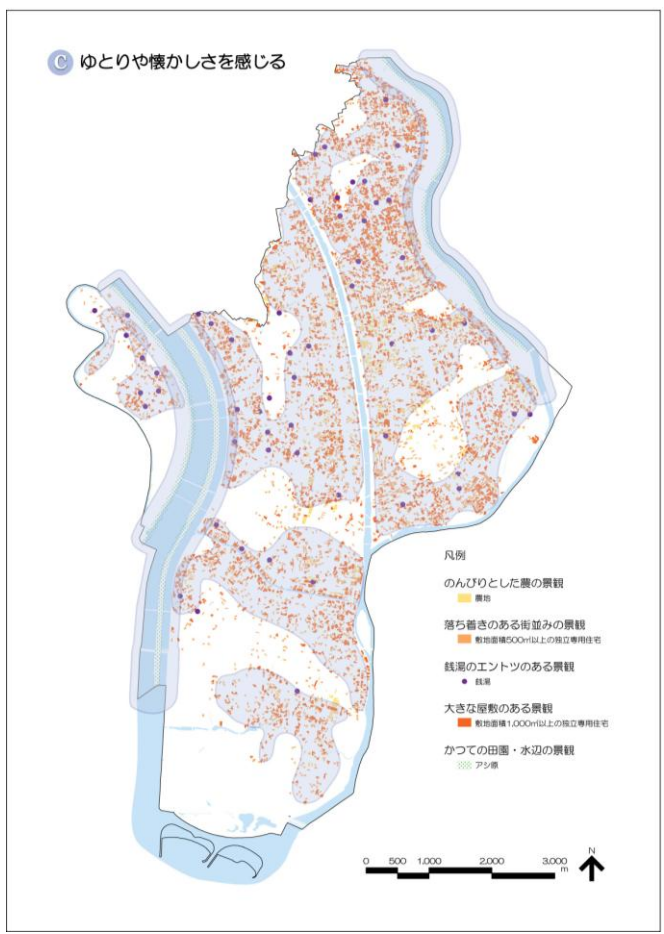 C ゆとりや懐かしさを感じる
凡例
のんびりとした農の景観
農地
落ち着きのある街並みの景観
敷地面積500㎡以上の独立専用住宅
銭湯のエントツのある景観
銭湯
大きな屋敷のある景観
敷地面積1,000㎡以上の独立専用住宅
かつての田園・水辺の景観
アシ原
0 500 1,000 2,000 3,000
m
N